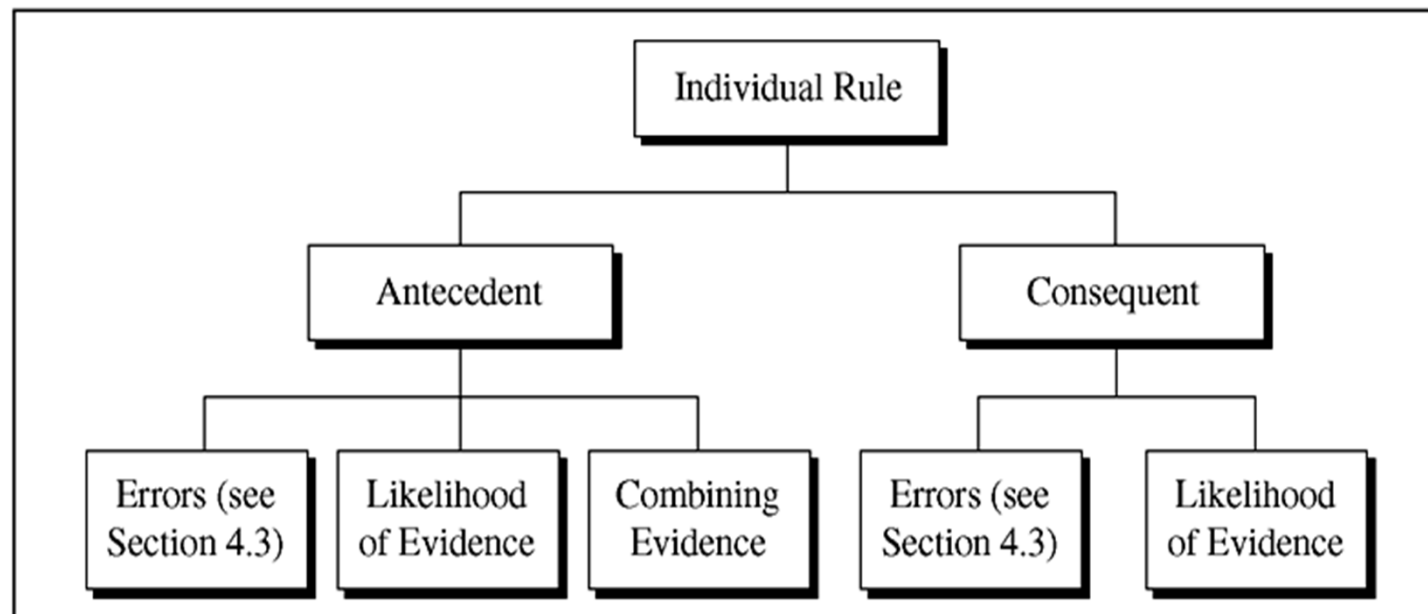 Individual Rule
Antecedent
Consequent
Errors (see
Section 4.3)
Likelihood
of Evidence
Combining
Evidence
Errors (see
Section 4.3)
Likelihood
of Evidence